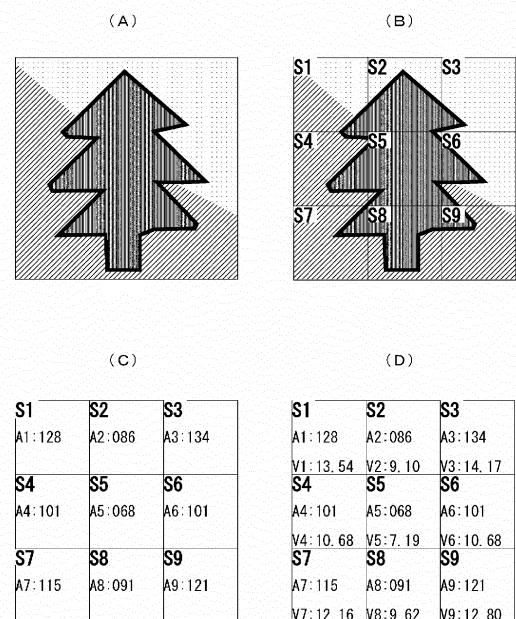 (A)
(B)
S1 S2 S3
S4 S5 S6
S7 S8 S9
(C)
(D)
S1 S2 S3
A1:128 A2:086 A3:134
S4 S5 S6
A4:101 A5:068 A6:101
S7 S8 S9
A7:115 A8:091 A9:121
S1 S2 S3
A1:128 A2:086 A3:134
V1:13.54 V2:9.10 V3:14.17
S4 S5 S6
A4:101 A5:068 A6:101
V4:10.68 V5:7.19 V6:10.68
S7 S8 S9
A7:115 A8:091 A9:121
V7:12.16 V8:9.62 V9:12.80